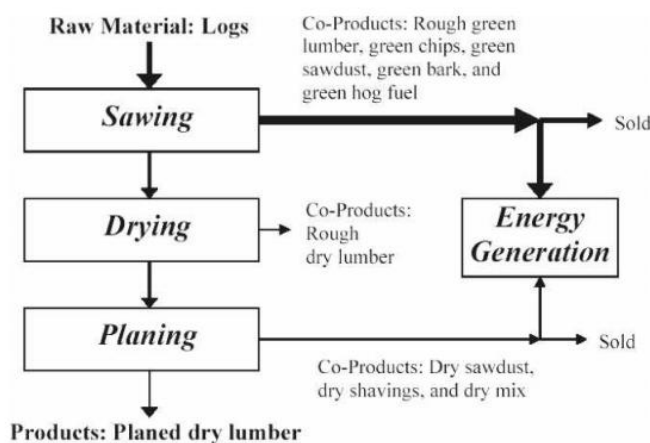 Raw Material: Logs
Co-Products: Rough green
lumber, green chips, green
sawdust, green bark, and
green hog fuel
Sawing
Sold
Drying
Co-Products:
Rough
dry lumber
Energy
Generation
Planing
Sold
Co-Products: Dry sawdust,
dry shavings, and dry mix
Products: Planed dry lumber